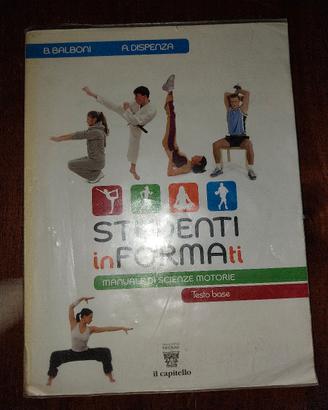 B. BALBONI A. DISPENZA
STUDENTI
inFORMAti
MANUALE DI SCIENZE MOTORIE
Testo base
il capitello